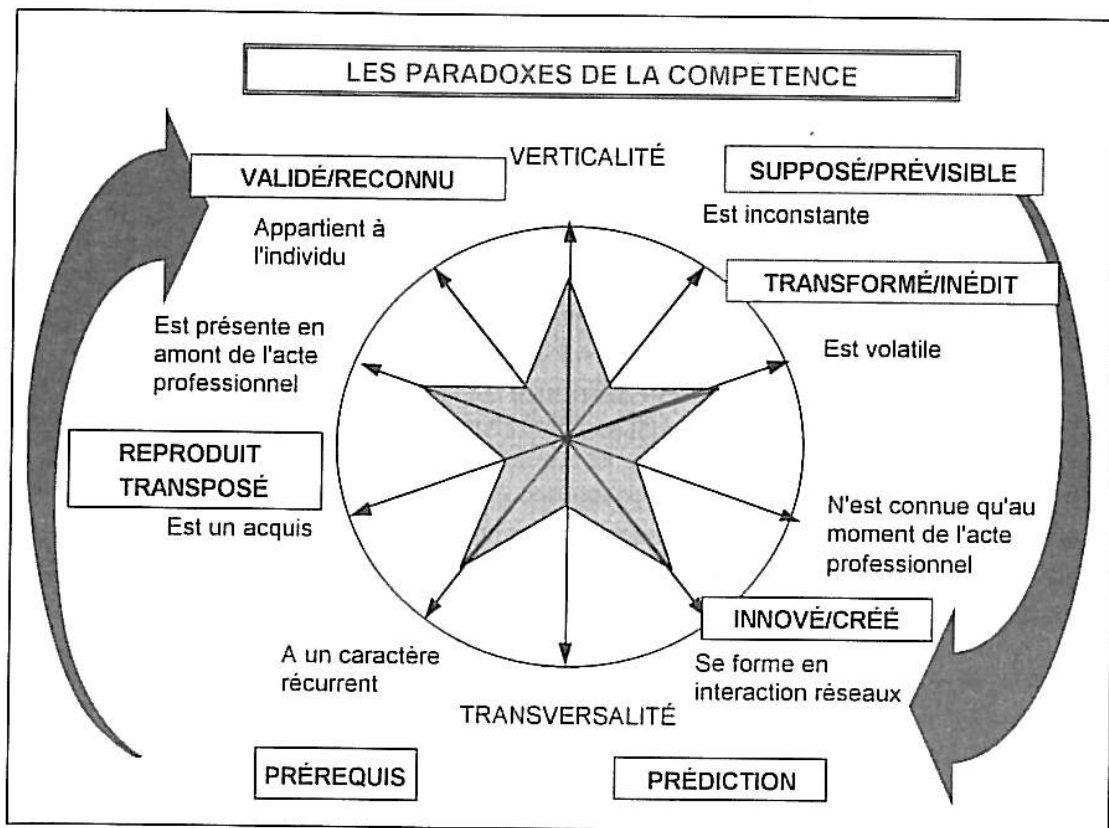 LES PARADOXES DE LA COMPÉTENCE
VALIDÉ/RECONNU
VERTICALITÉ
SUPPOSÉ/PRÉVISIBLE
Appartient à
l'individu
Est inconstante
TRANSFORMÉ/INÉDIT
Est présente en
amont de l'acte
professionnel
Est volatile
REPRODUIT
TRANSPOSÉ
Est un acquis
N'est connue qu'au
moment de l'acte
professionnel
INNOVÉ/CRÉÉ
A un caractère
récurrent
Se forme en
interaction réseaux
TRANSVERSALITÉ
PRÉREQUIS
PRÉDICTION